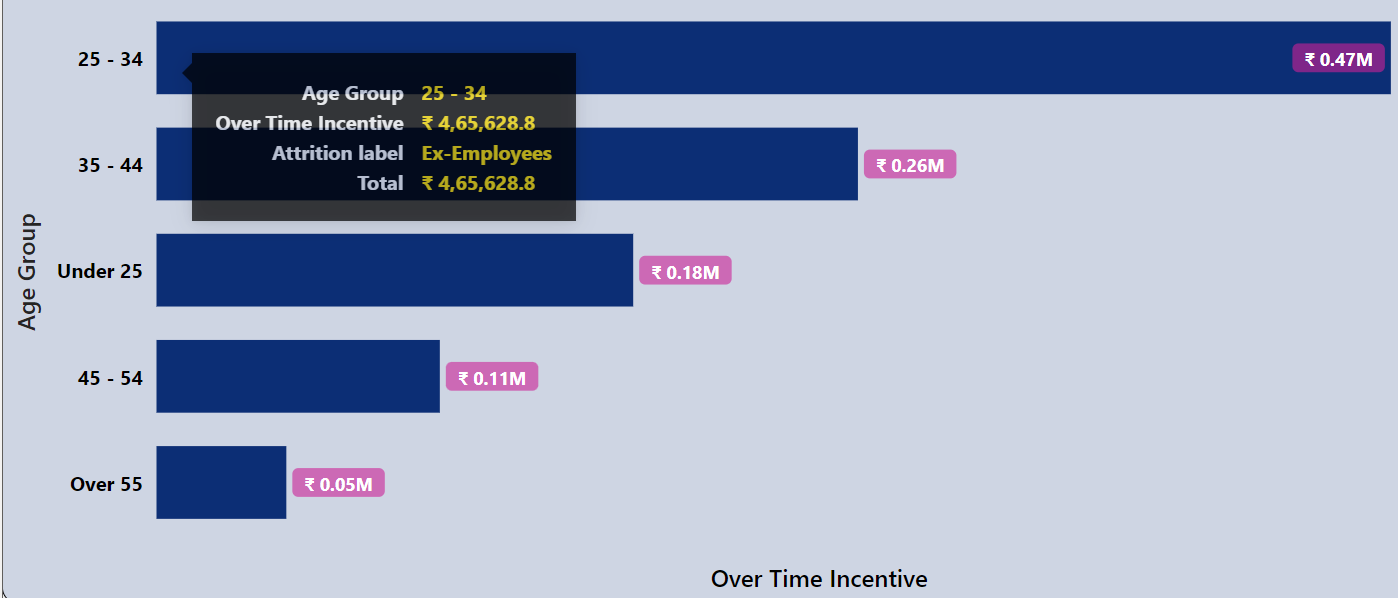 25 - 34
₹ 0.47M
Age Group 25 - 34
Over Time Incentive ₹ 4,65,628.8
Attrition label Ex-Employees
Total ₹ 4,65,628.8
35 - 44
₹ 0.26M
Under 25
₹ 0.18M
45 - 54
₹ 0.11M
Over 55
₹ 0.05M
Age Group
Over Time Incentive